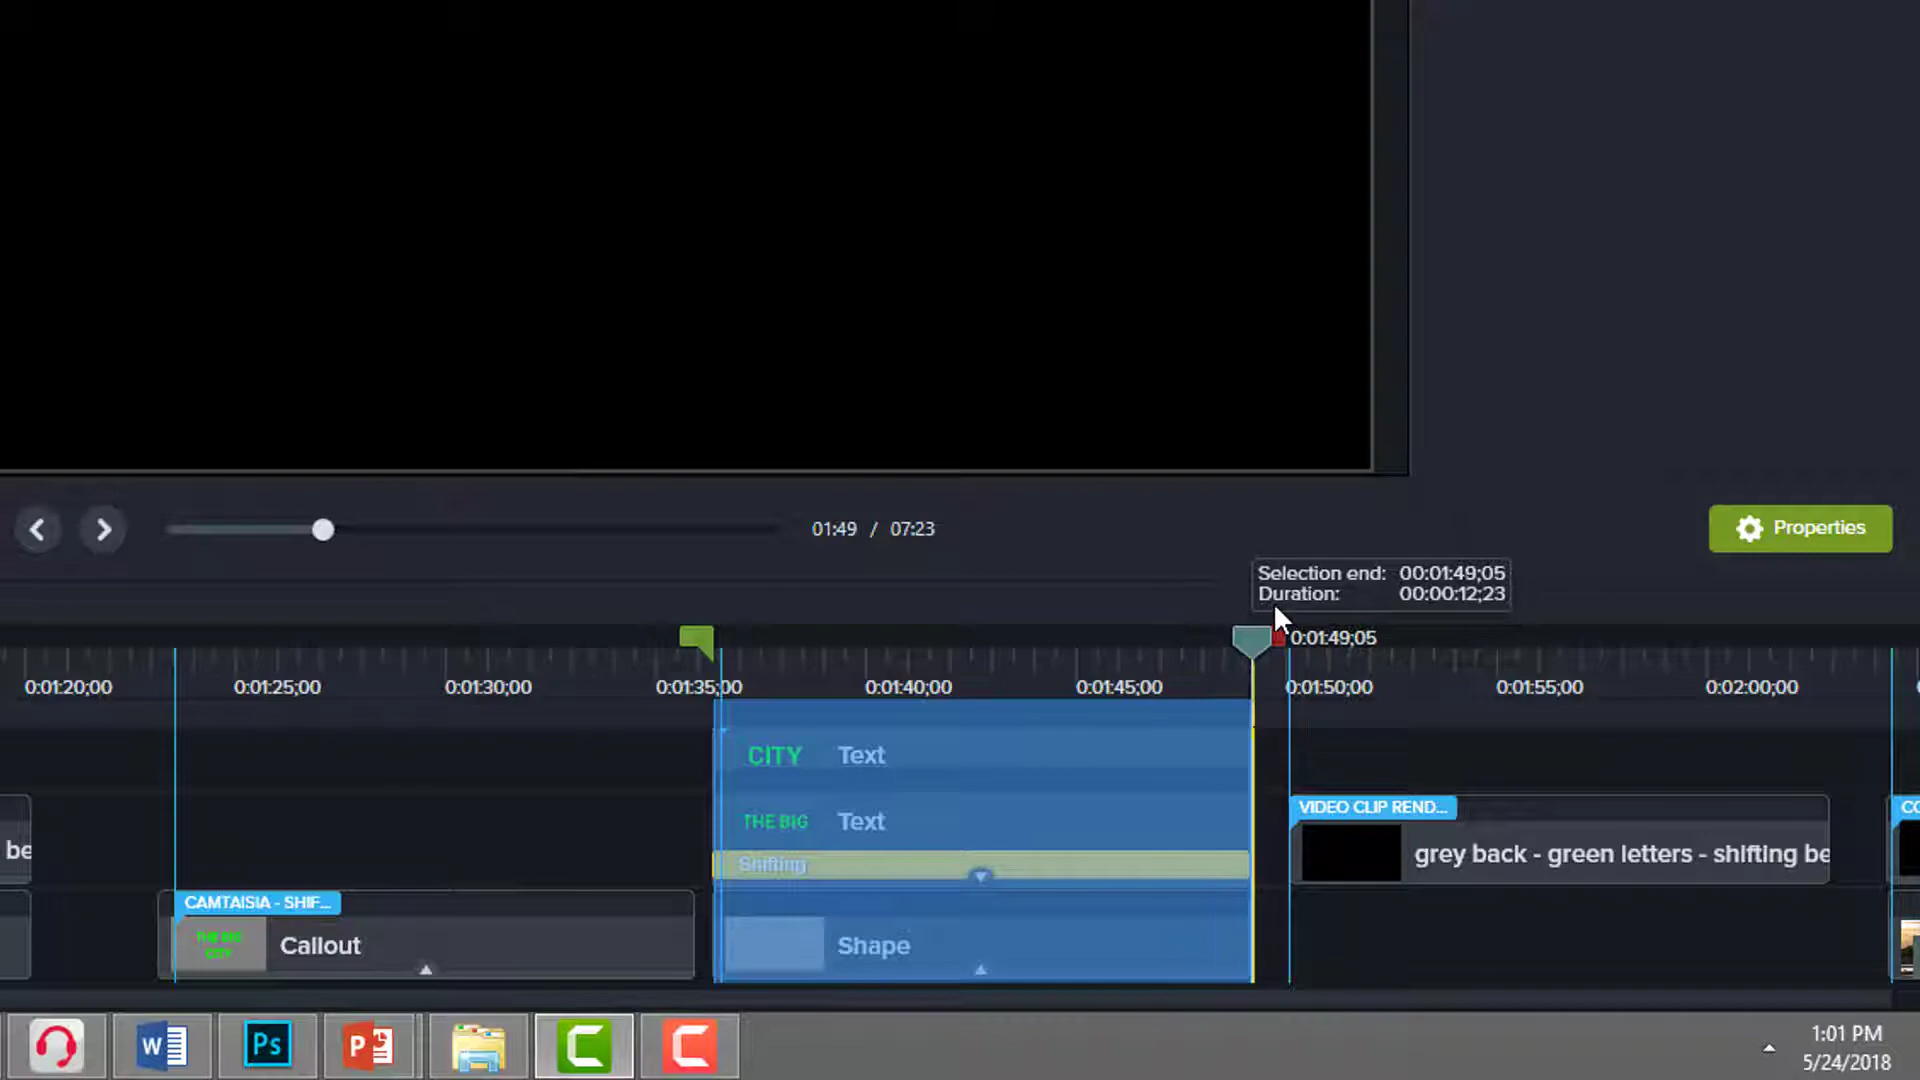 01:49 / 07:23
Properties
Selection end: 00:01:49;05
Duration: 00:00:12;23
0:01:49;05
0:01:20;00 0:01:25;00 0:01:30;00 0:01:35;00 0:01:40;00 0:01:45;00 0:01:50;00 0:01:55;00 0:02:00;00
CITY Text
THE BIG Text
VIDEO CLIP REND...
be
grey back - green letters - shifting be
Shifting
CAMTAISIA - SHIF...
THE BIG
CITY
Callout
Shape
W
Ps
P
1:01 PM
5/24/2018